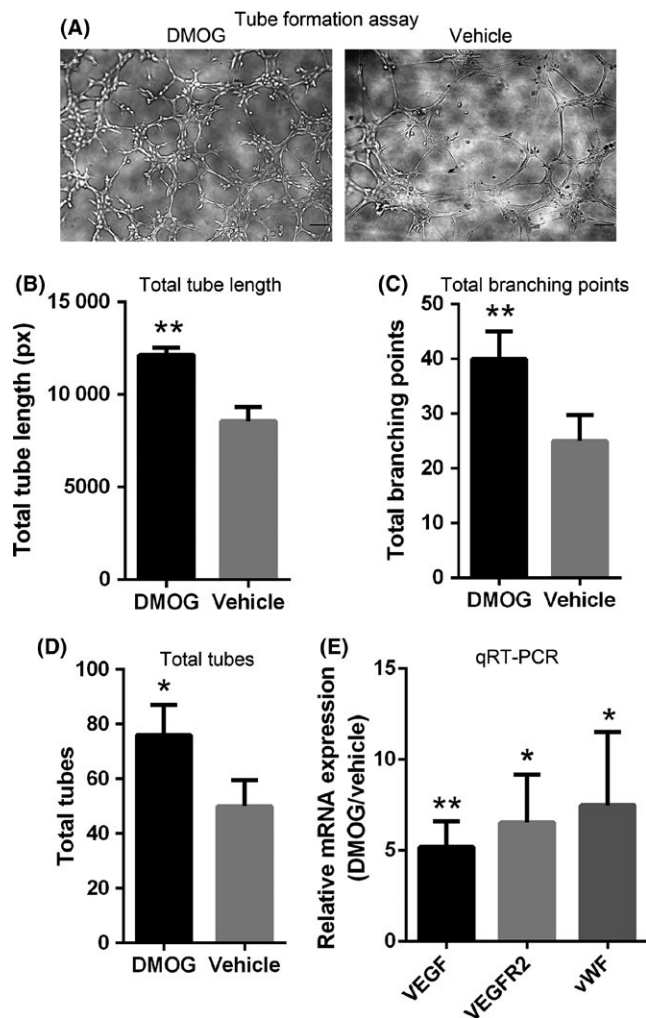 Tube formation assay
(A)
DMOG
Vehicle
(B)
Total tube length
Total tube length (px)
15 000
10 000
5000
0
**
DMOG
Vehicle
(C)
Total branching points
Total branching points
50
40
30
20
10
0
**
DMOG
Vehicle
(D)
Total tubes
Total tubes
100
80
60
40
20
0
*
DMOG
Vehicle
(E)
qRT-PCR
Relative mRNA expression
(DMOG/vehicle)
15
10
5
0
**
*
*
VEGF
VEGFR2
vWF